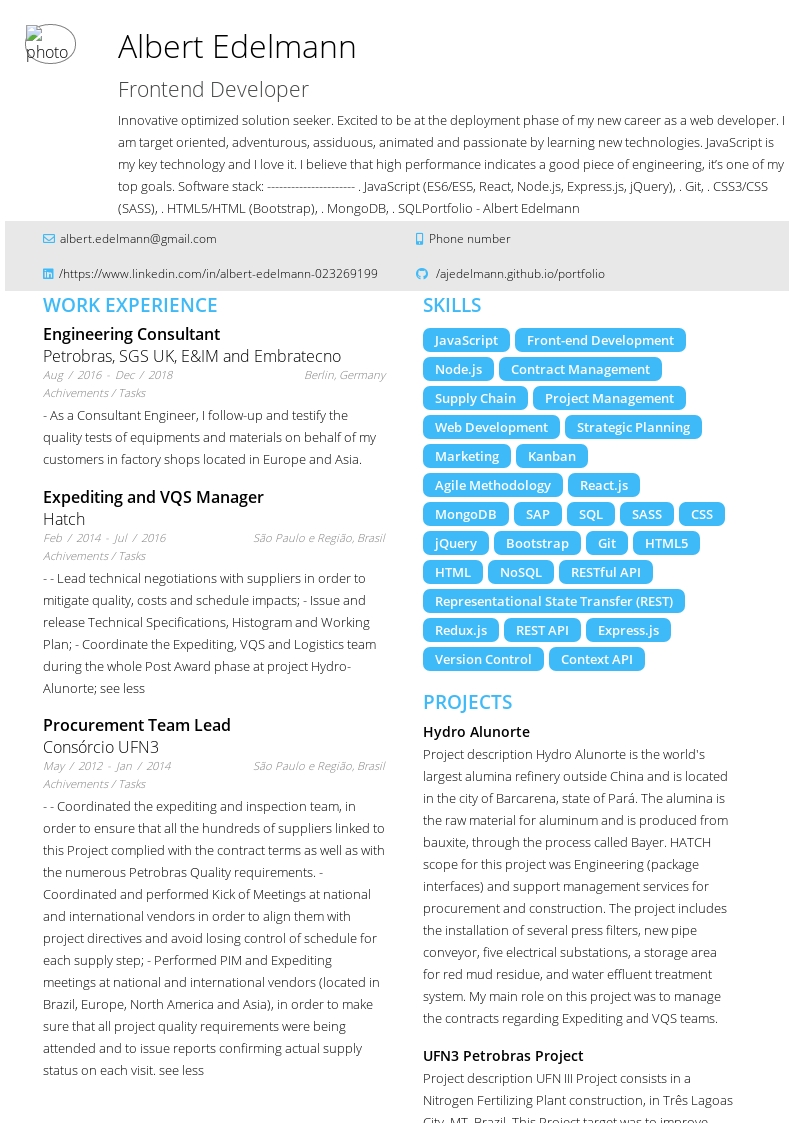 photo
Albert Edelmann
Frontend Developer
Innovative optimized solution seeker. Excited to be at the deployment phase of my new career as a web developer. I
am target oriented, adventurous, assiduous, animated and passionate by learning new technologies. JavaScript is
my key technology and I love it. I believe that high performance indicates a good piece of engineering, it’s one of my
top goals. Software stack: ---------------------- . JavaScript (ES6/ES5, React, Node.js, Express.js, jQuery), . Git, . CSS3/CSS
(SASS), . HTML5/HTML (Bootstrap), . MongoDB, . SQLPortfolio - Albert Edelmann
albert.edelmann@gmail.com
Phone number
/https://www.linkedin.com/in/albert-edelmann-023269199
/ajedelmann.github.io/portfolio
WORK EXPERIENCE
Engineering Consultant
Petrobras, SGS UK, E&IM and Embratecno
Aug / 2016 - Dec / 2018 Berlin, Germany
Achivements / Tasks
- As a Consultant Engineer, I follow-up and testify the
quality tests of equipments and materials on behalf of my
customers in factory shops located in Europe and Asia.
Expediting and VQS Manager
Hatch
Feb / 2014 - Jul / 2016 São Paulo e Região, Brasil
Achivements / Tasks
- - Lead technical negotiations with suppliers in order to
mitigate quality, costs and schedule impacts; - Issue and
release Technical Specifications, Histogram and Working
Plan; - Coordinate the Expediting, VQS and Logistics team
during the whole Post Award phase at project Hydro-
Alunorte; see less
Procurement Team Lead
Consórcio UFN3
May / 2012 - Jan / 2014 São Paulo e Região, Brasil
Achivements / Tasks
- - Coordinated the expediting and inspection team, in
order to ensure that all the hundreds of suppliers linked to
this Project complied with the contract terms as well as with
the numerous Petrobras Quality requirements. -
Coordinated and performed Kick of Meetings at national
and international vendors in order to align them with
project directives and avoid losing control of schedule for
each supply step; - Performed PIM and Expediting
meetings at national and international vendors (located in
Brazil, Europe, North America and Asia), in order to make
sure that all project quality requirements were being
attended and to issue reports confirming actual supply
status on each visit. see less
SKILLS
JavaScript Front-end Development
Node.js Contract Management
Supply Chain Project Management
Web Development Strategic Planning
Marketing Kanban
Agile Methodology React.js
MongoDB SAP SQL SASS CSS
jQuery Bootstrap Git HTML5
HTML NoSQL RESTful API
Representational State Transfer (REST)
Redux.js REST API Express.js
Version Control Context API
PROJECTS
Hydro Alunorte
Project description Hydro Alunorte is the world's
largest alumina refinery outside China and is located
in the city of Barcarena, state of Pará. The alumina is
the raw material for aluminum and is produced from
bauxite, through the process called Bayer. HATCH
scope for this project was Engineering (package
interfaces) and support management services for
procurement and construction. The project includes
the installation of several press filters, new pipe
conveyor, five electrical substations, a storage area
for red mud residue, and water effluent treatment
system. My main role on this project was to manage
the contracts regarding Expediting and VQS teams.
UFN3 Petrobras Project
Project description UFN III Project consists in a
Nitrogen Fertilizing Plant construction, in Três Lagoas
City, MT, Brazil. This Project target was to improve